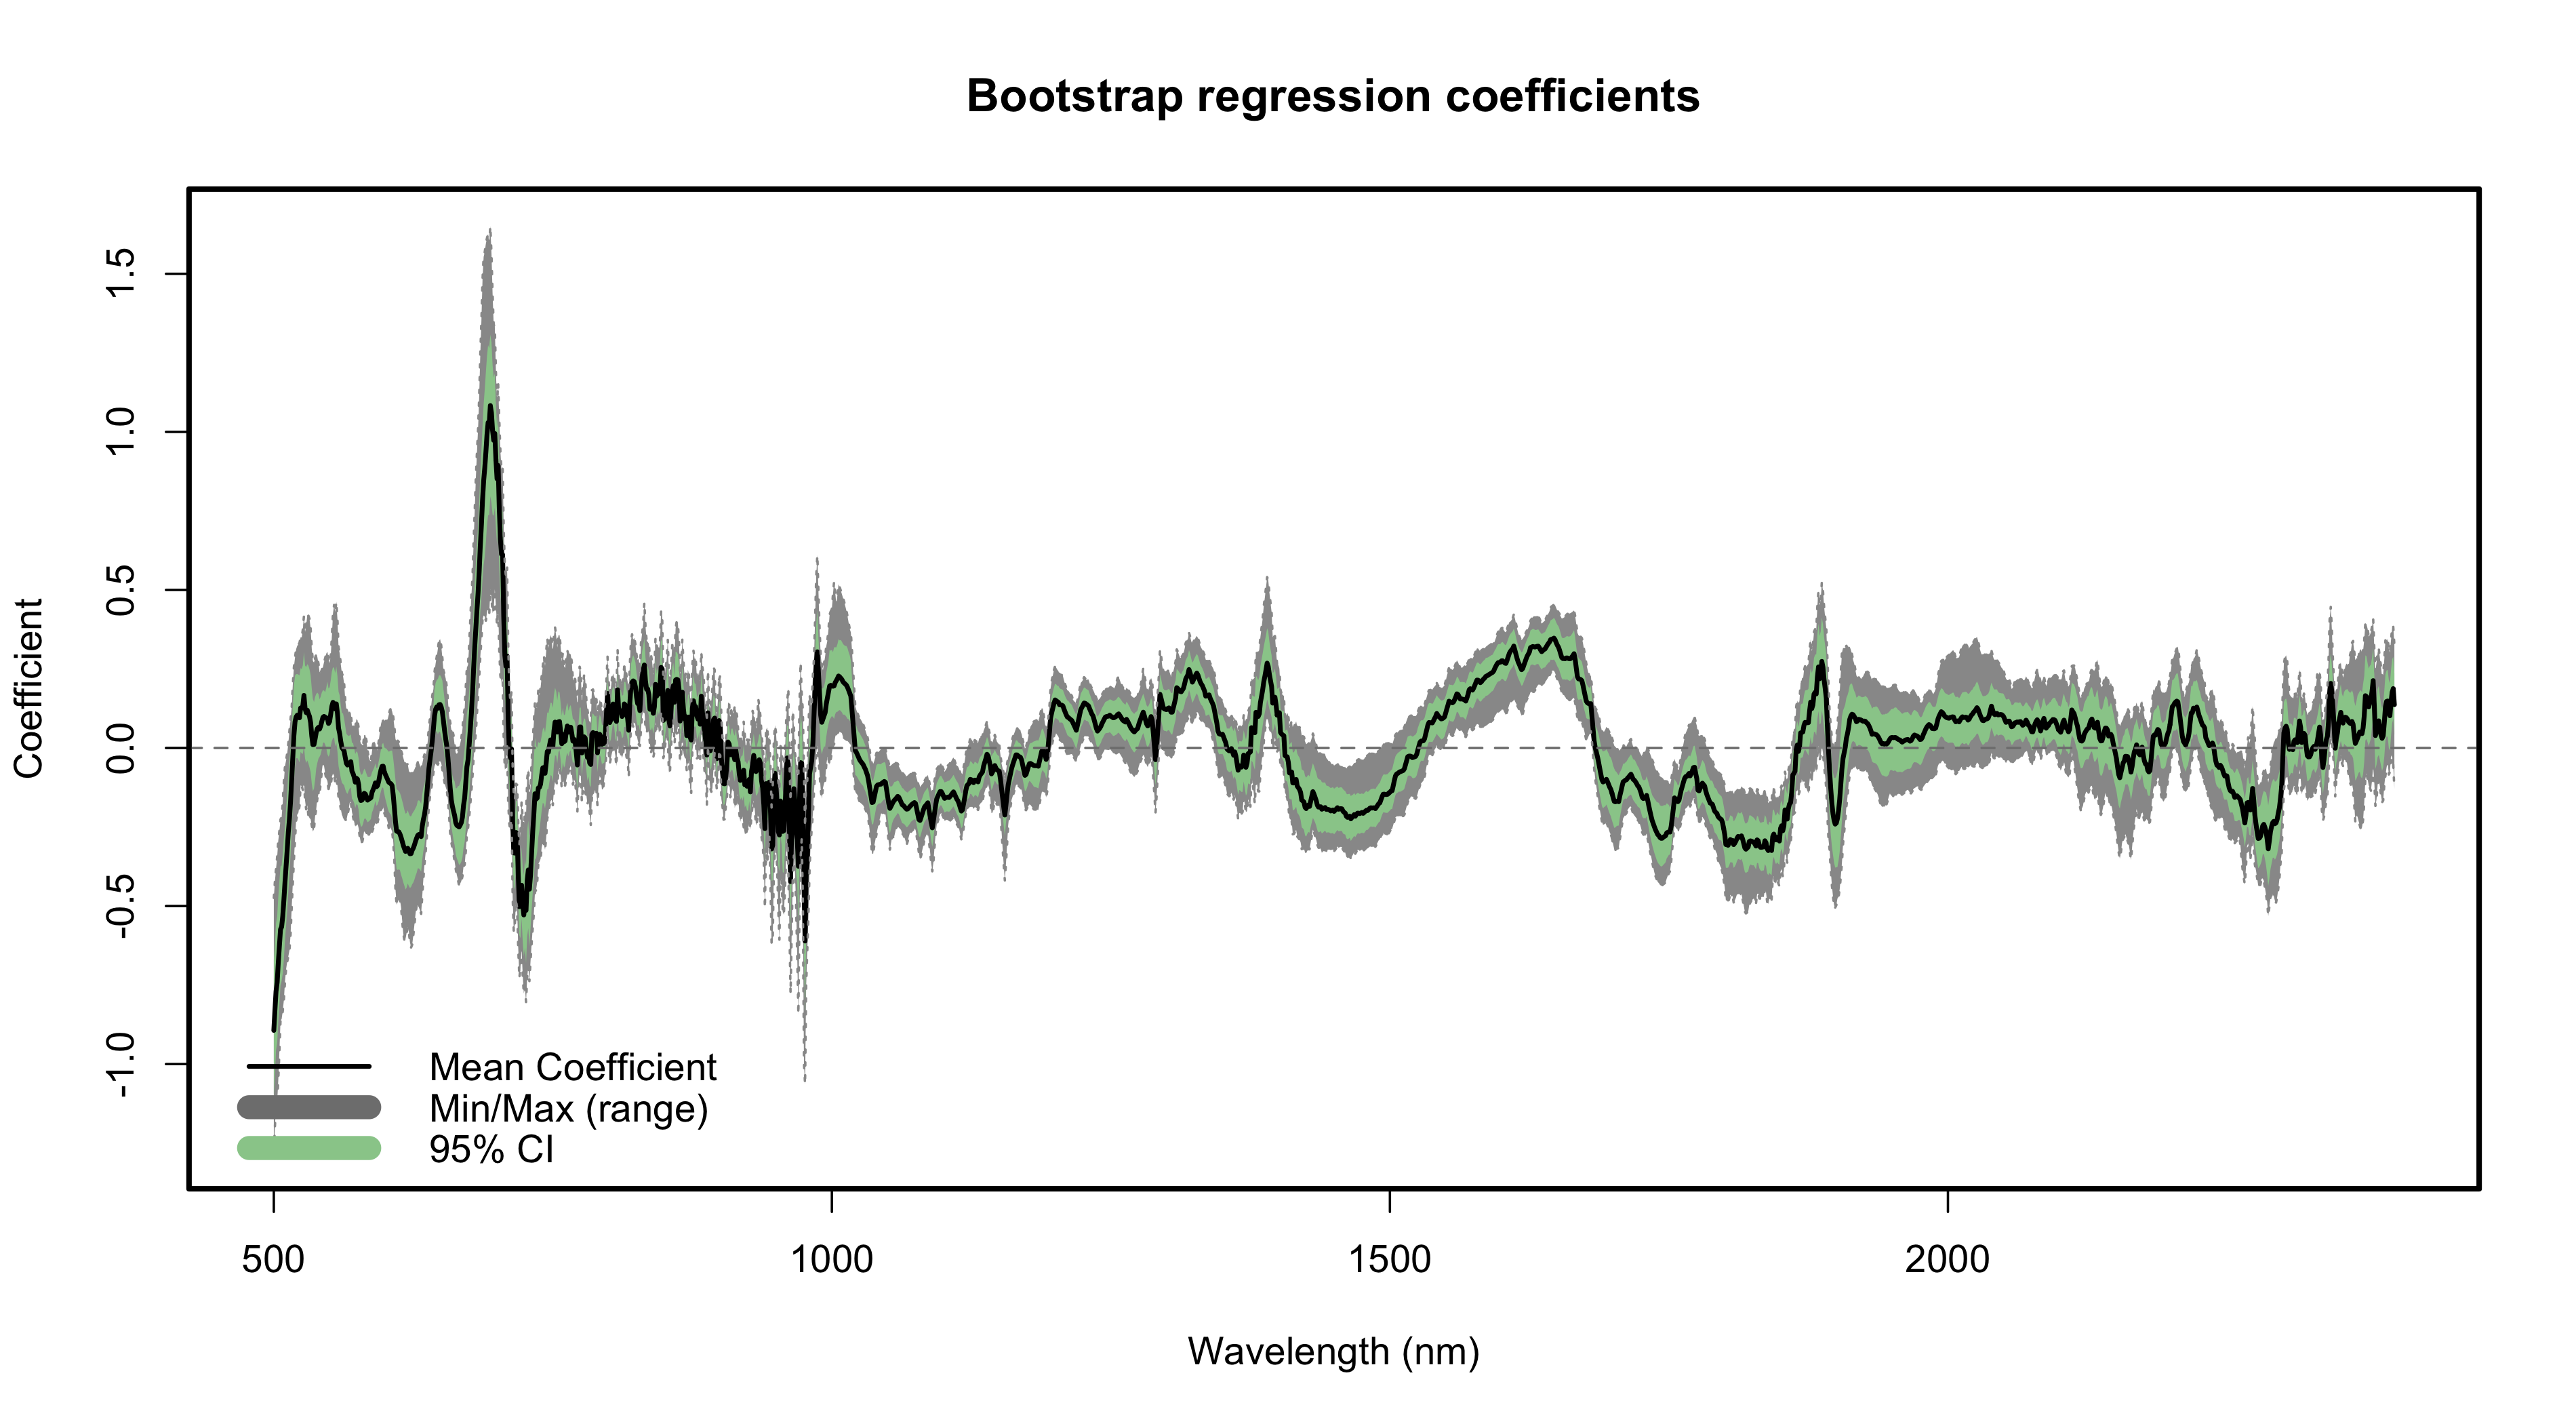 Bootstrap regression coefficients
Coefficient
1.5
1.0
0.5
0.0
-0.5
-1.0
Mean Coefficient
Min/Max (range)
95% CI
500 1000 1500 2000
Wavelength (nm)